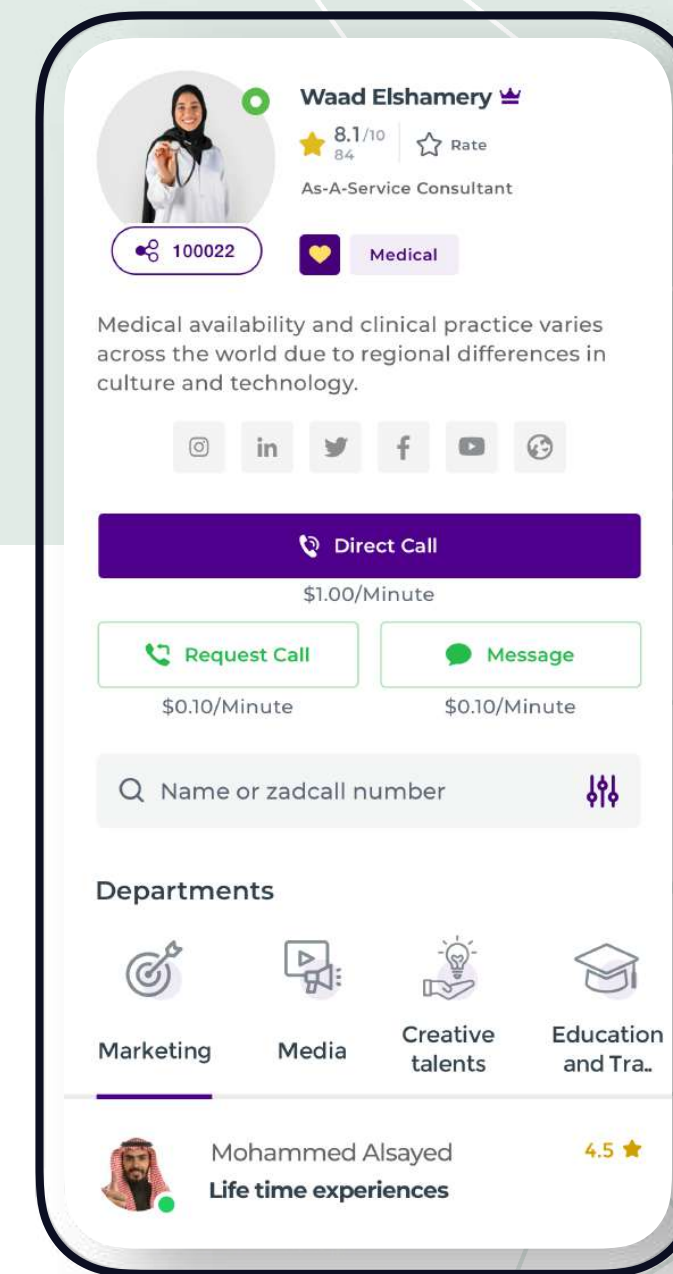 Waad Elshamery
8.1/10
84
Rate
As-A-Service Consultant
100022
Medical
Medical availability and clinical practice varies
across the world due to regional differences in
culture and technology.
in
Direct Call
$1.00/Minute
Request Call
Message
$0.10/Minute
$0.10/Minute
Name or zadcall number
Departments
Marketing
Media
Creative
talents
Education
and Tra..
Mohammed Alsayed
4.5
Life time experiences